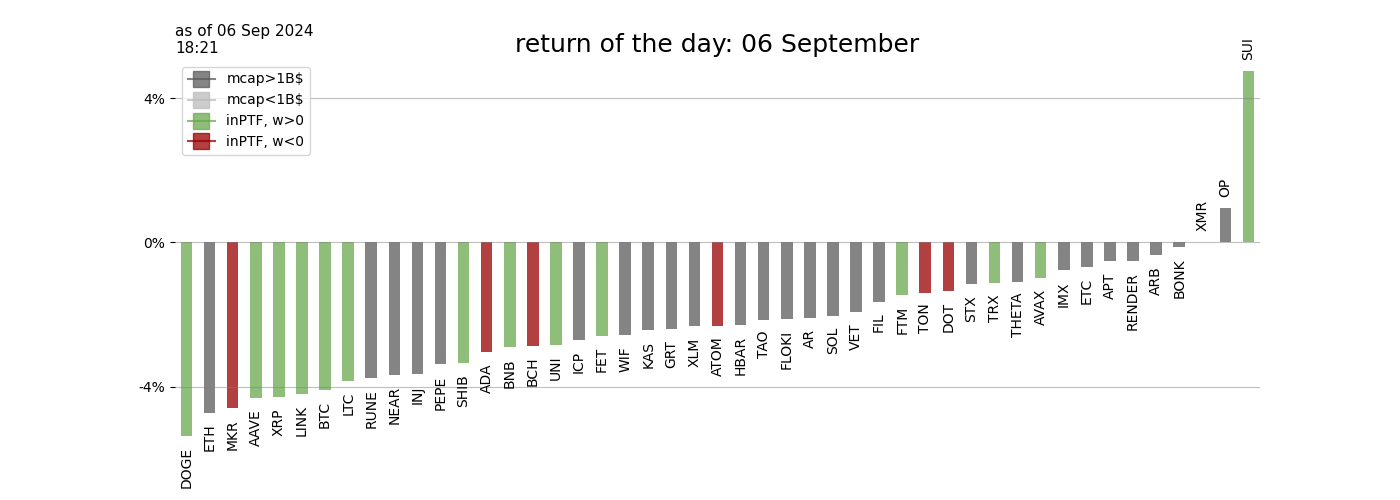 as of 06 Sep 2024
18:21
return of the day: 06 September
mcap>1B$
mcap<1B$
inPTF, w>0
inPTF, w<0
4%
0%
-4%
DOGE
ETH
MKR
AAVE
XRP
LINK
BTC
LTC
RUNE
NEAR
INJ
PEPE
SHIB
ADA
BNB
BCH
UNI
ICP
FET
WIF
KAS
GRT
XLM
ATOM
HBAR
TAO
FLOKI
AR
SOL
VET
FIL
FTM
TON
DOT
STX
TRX
THETA
AVAX
IMX
ETC
APT
RENDER
ARB
BONK
XMR
OP
SUI